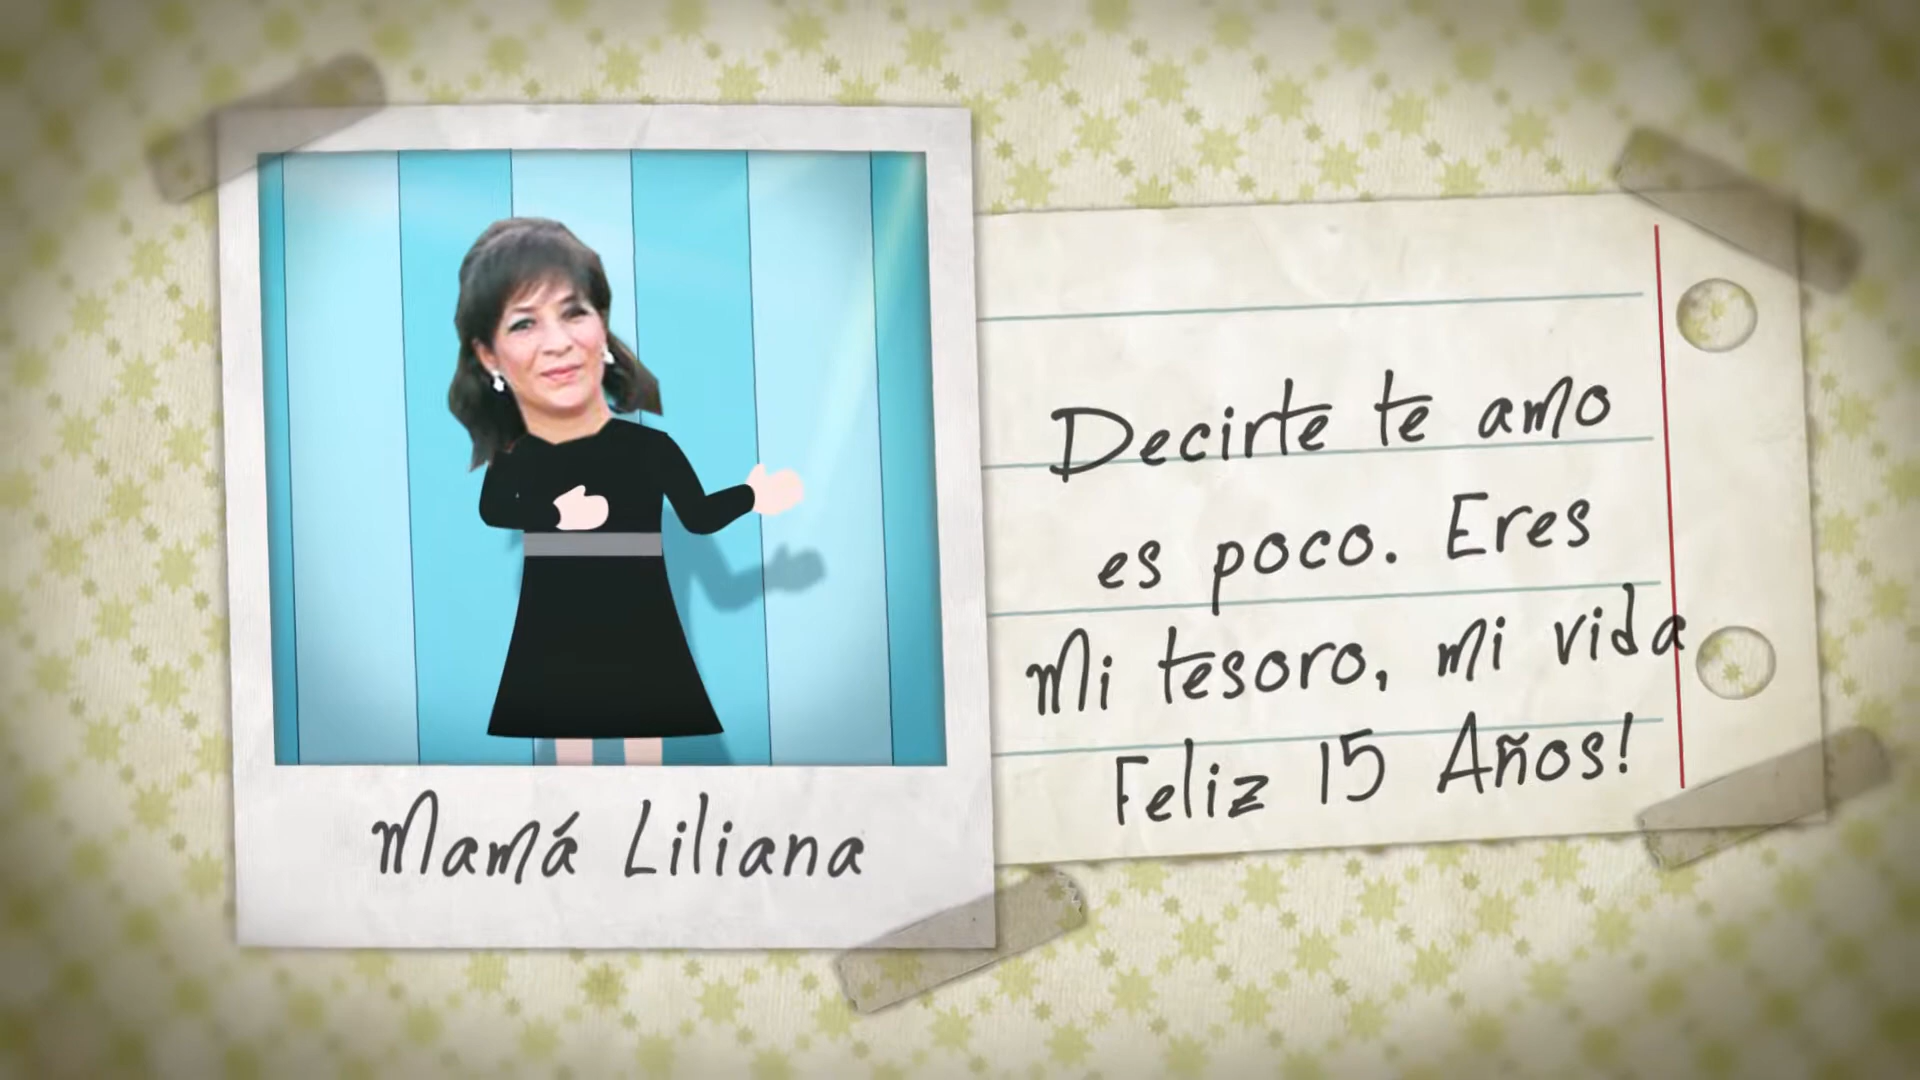 Mamá Liliana
Decirte te amo
es poco. Eres
mi tesoro, mi vida
Feliz 15 Años!